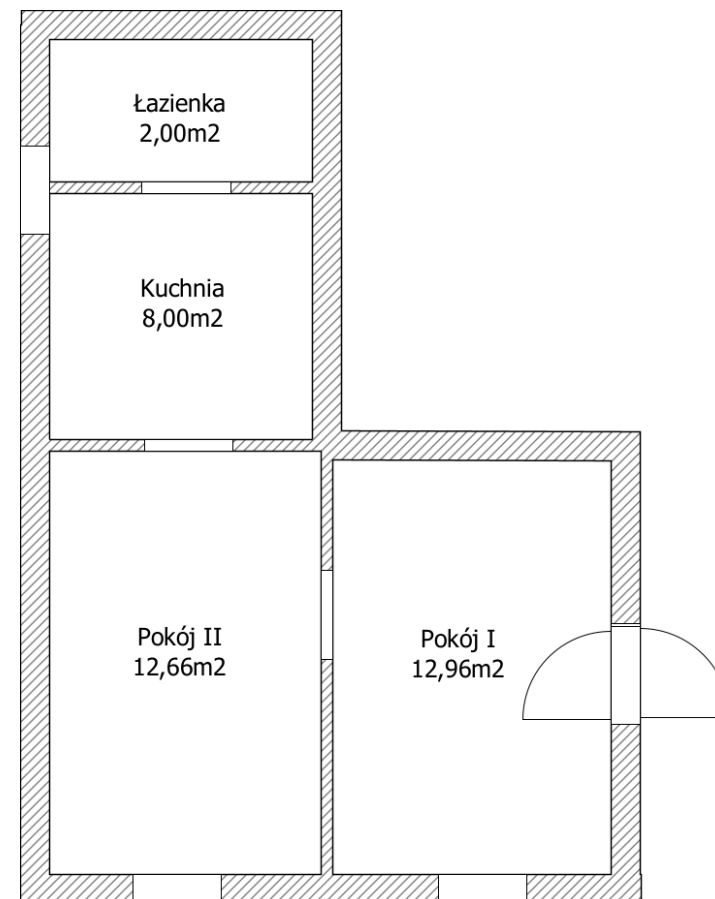 Łazienka
2,00m2
Kuchnia
8,00m2
Pokój II
12,66m2
Pokój I
12,96m2